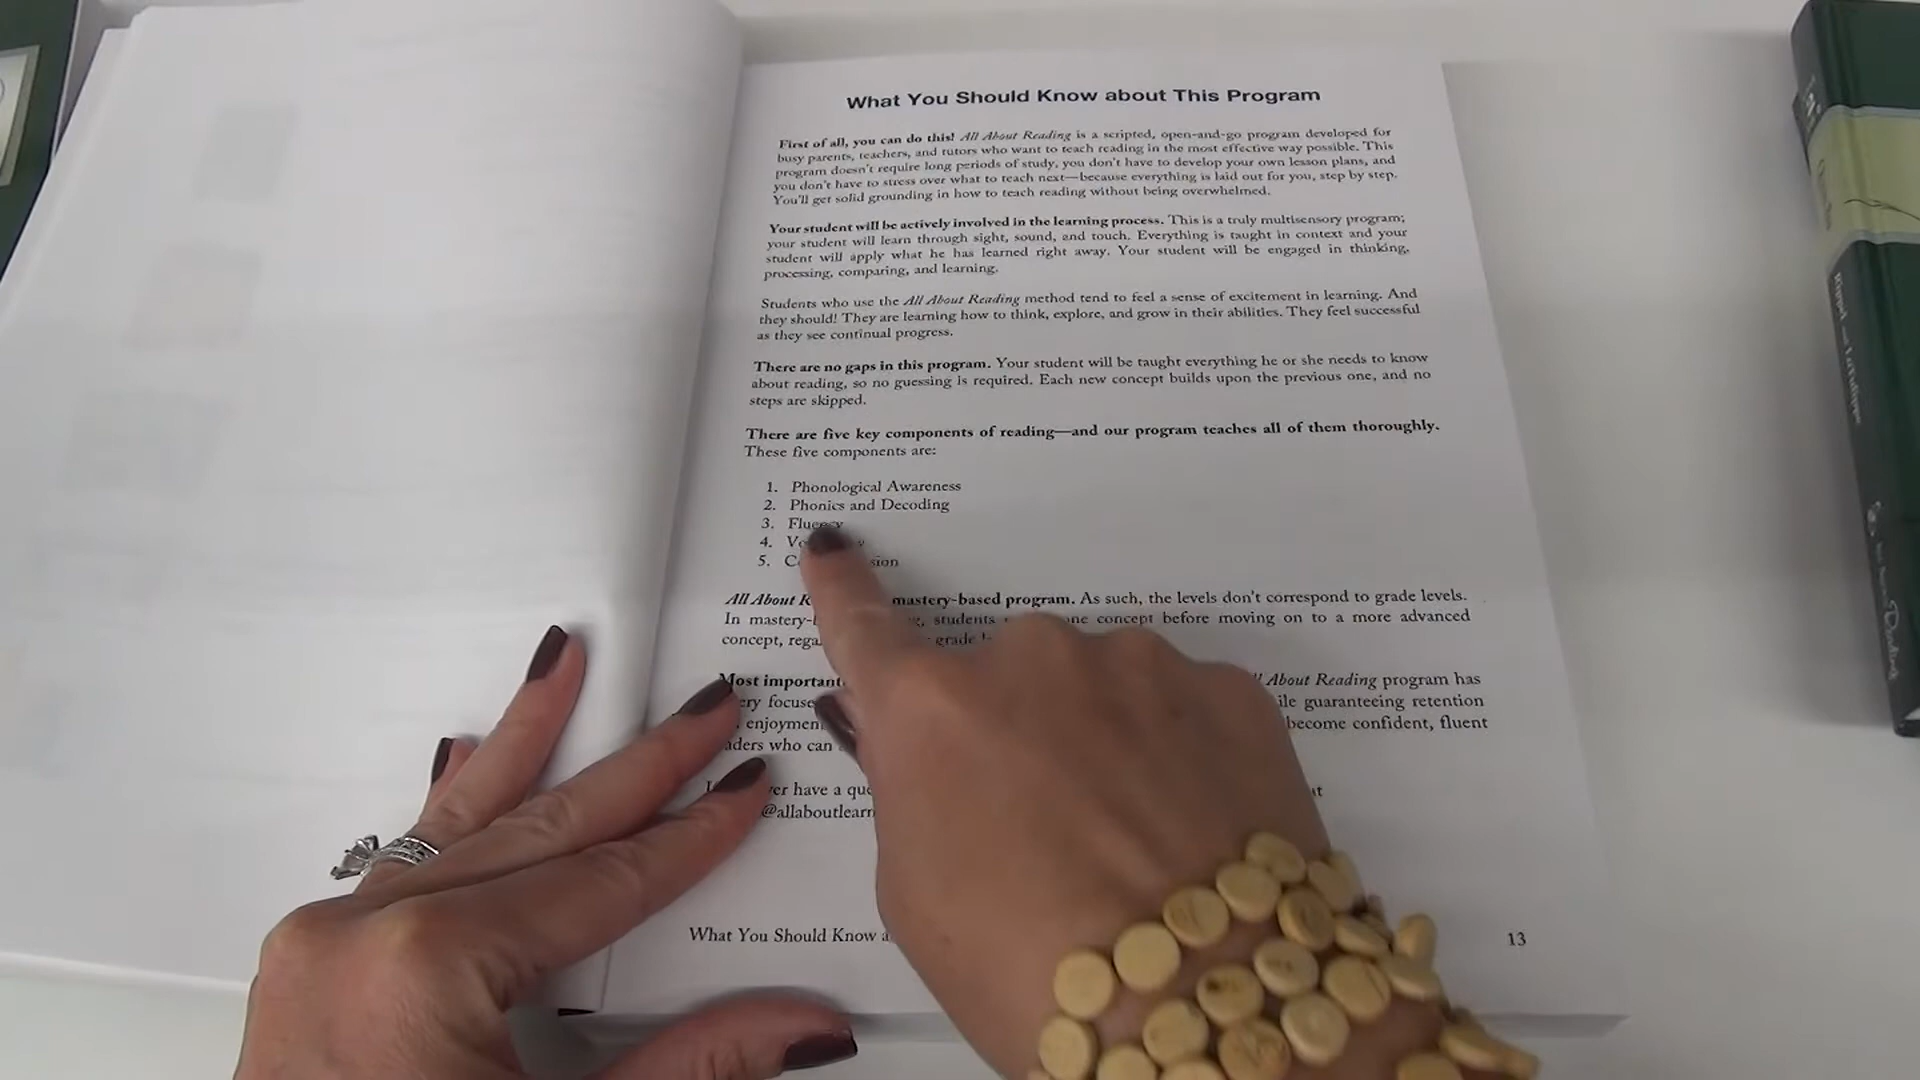 What You Should Know about This Program
First of all, you can do this! All About Reading is a scripted, open-and-go program developed for
busy parents, teachers, and tutors who want to teach reading in the most effective way possible. This
program doesn't require long periods of study, you don't have to develop your own lesson plans, and
you don't have to stress over what to teach next—because everything is laid out for you, step by step.
You'll get solid grounding in how to teach reading without being overwhelmed.
Your student will be actively involved in the learning process. This is a truly multisensory program;
your student will learn through sight, sound, and touch. Everything is taught in context and your
student will apply what he has learned right away. Your student will be engaged in thinking,
processing, comparing, and learning.
Students who use the All About Reading method tend to feel a sense of excitement in learning. And
they should! They are learning how to think, explore, and grow in their abilities. They feel successful
as they see continual progress.
There are no gaps in this program. Your student will be taught everything he or she needs to know
about reading, so no guessing is required. Each new concept builds upon the previous one, and no
steps are skipped.
There are five key components of reading—and our program teaches all of them thoroughly.
These five components are:
1. Phonological Awareness
2. Phonics and Decoding
3. Fluency
4.
5.
All About mastery-based program. As such, the levels don't correspond to grade levels.
In students concept before moving on to a more advanced
concept, grade
Most important All About Reading program has
focuse guaranteeing retention
enjoymen become confident, fluent
who can
have a
@allaboutlearn
What You Should Know 13